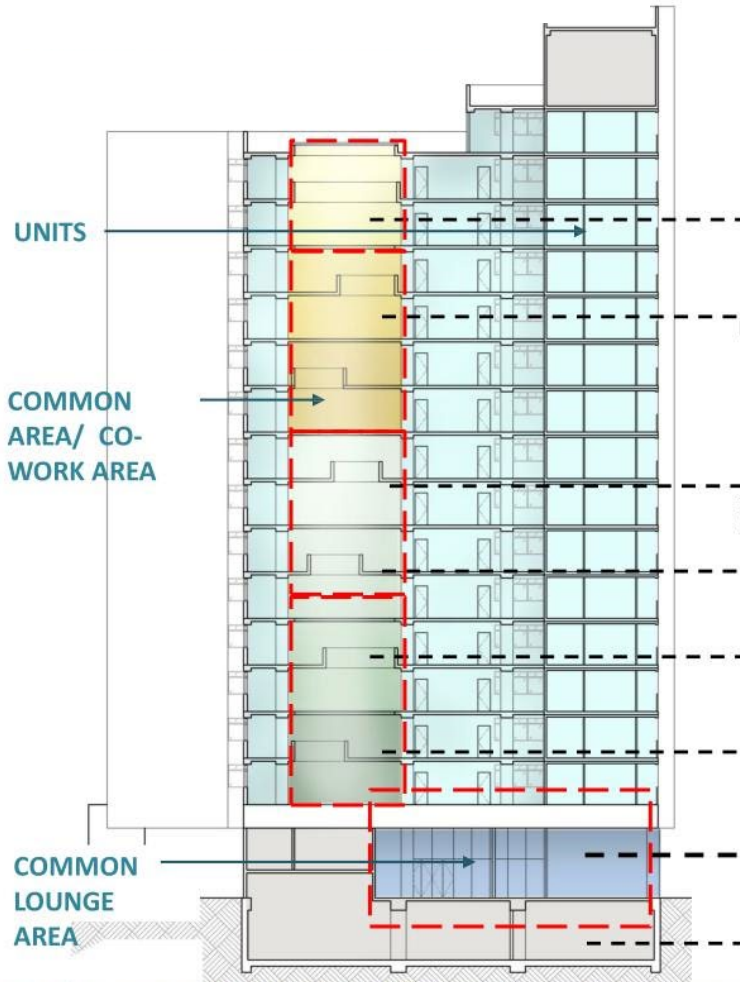 UNITS
COMMON
AREA/ CO-
WORK AREA
COMMON
LOUNGE
AREA